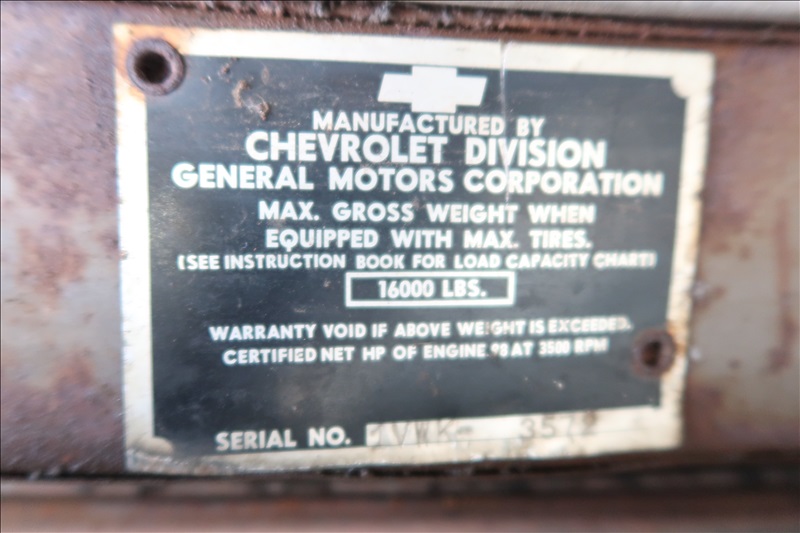 MANUFACTURED BY
CHEVROLET DIVISION
GENERAL MOTORS CORPORATION
MAX. GROSS WEIGHT WHEN
EQUIPPED WITH MAX. TIRES.
(SEE INSTRUCTION BOOK FOR LOAD CAPACITY CHART)
16000 LBS.
WARRANTY VOID IF ABOVE WEIGHT IS EXCEEDED.
CERTIFIED NET HP OF ENGINE 98 AT 3500 RPM
SERIAL NO.